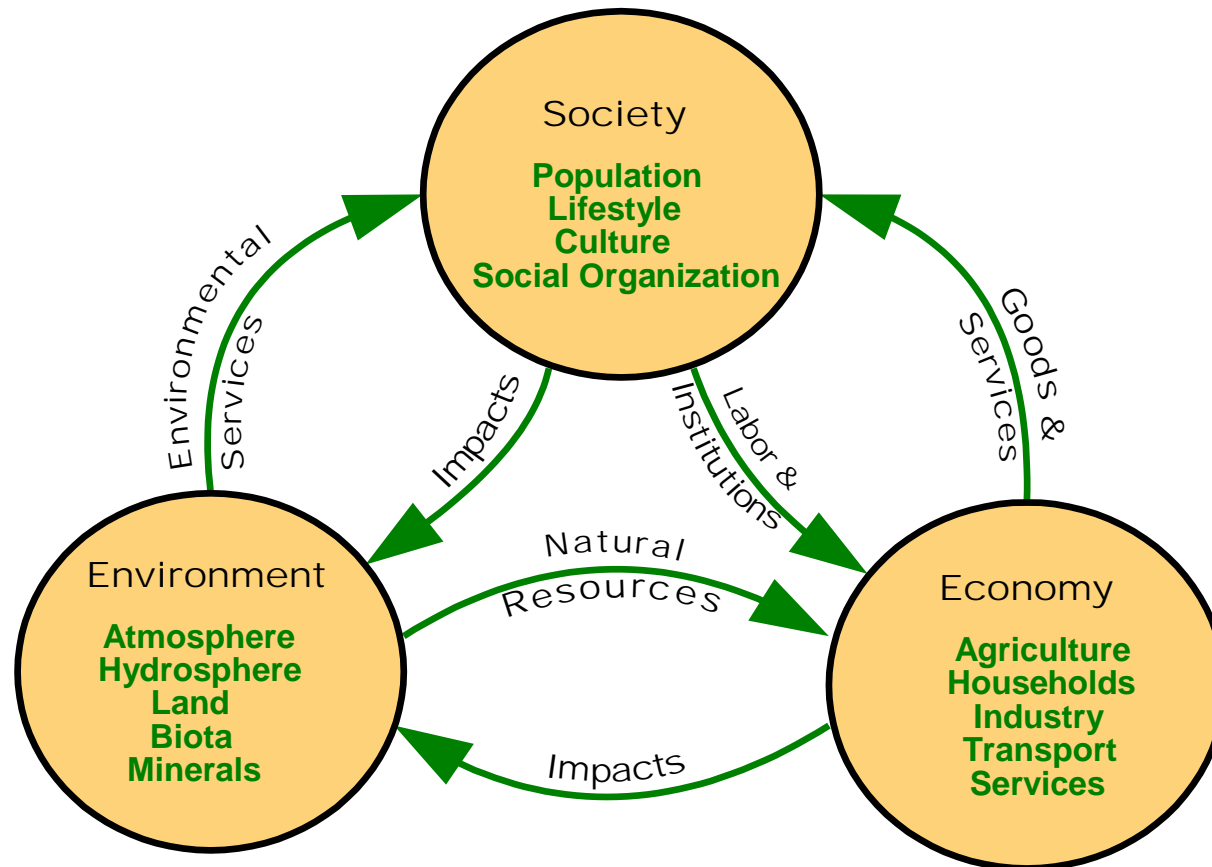 Society
Population
Lifestyle
Culture
Social Organization
Environmental
Services
Impacts
Labor &
Institutions
Goods &
Services
Natural
Resources
Impacts
Environment
Atmosphere
Hydrosphere
Land
Biota
Minerals
Economy
Agriculture
Households
Industry
Transport
Services